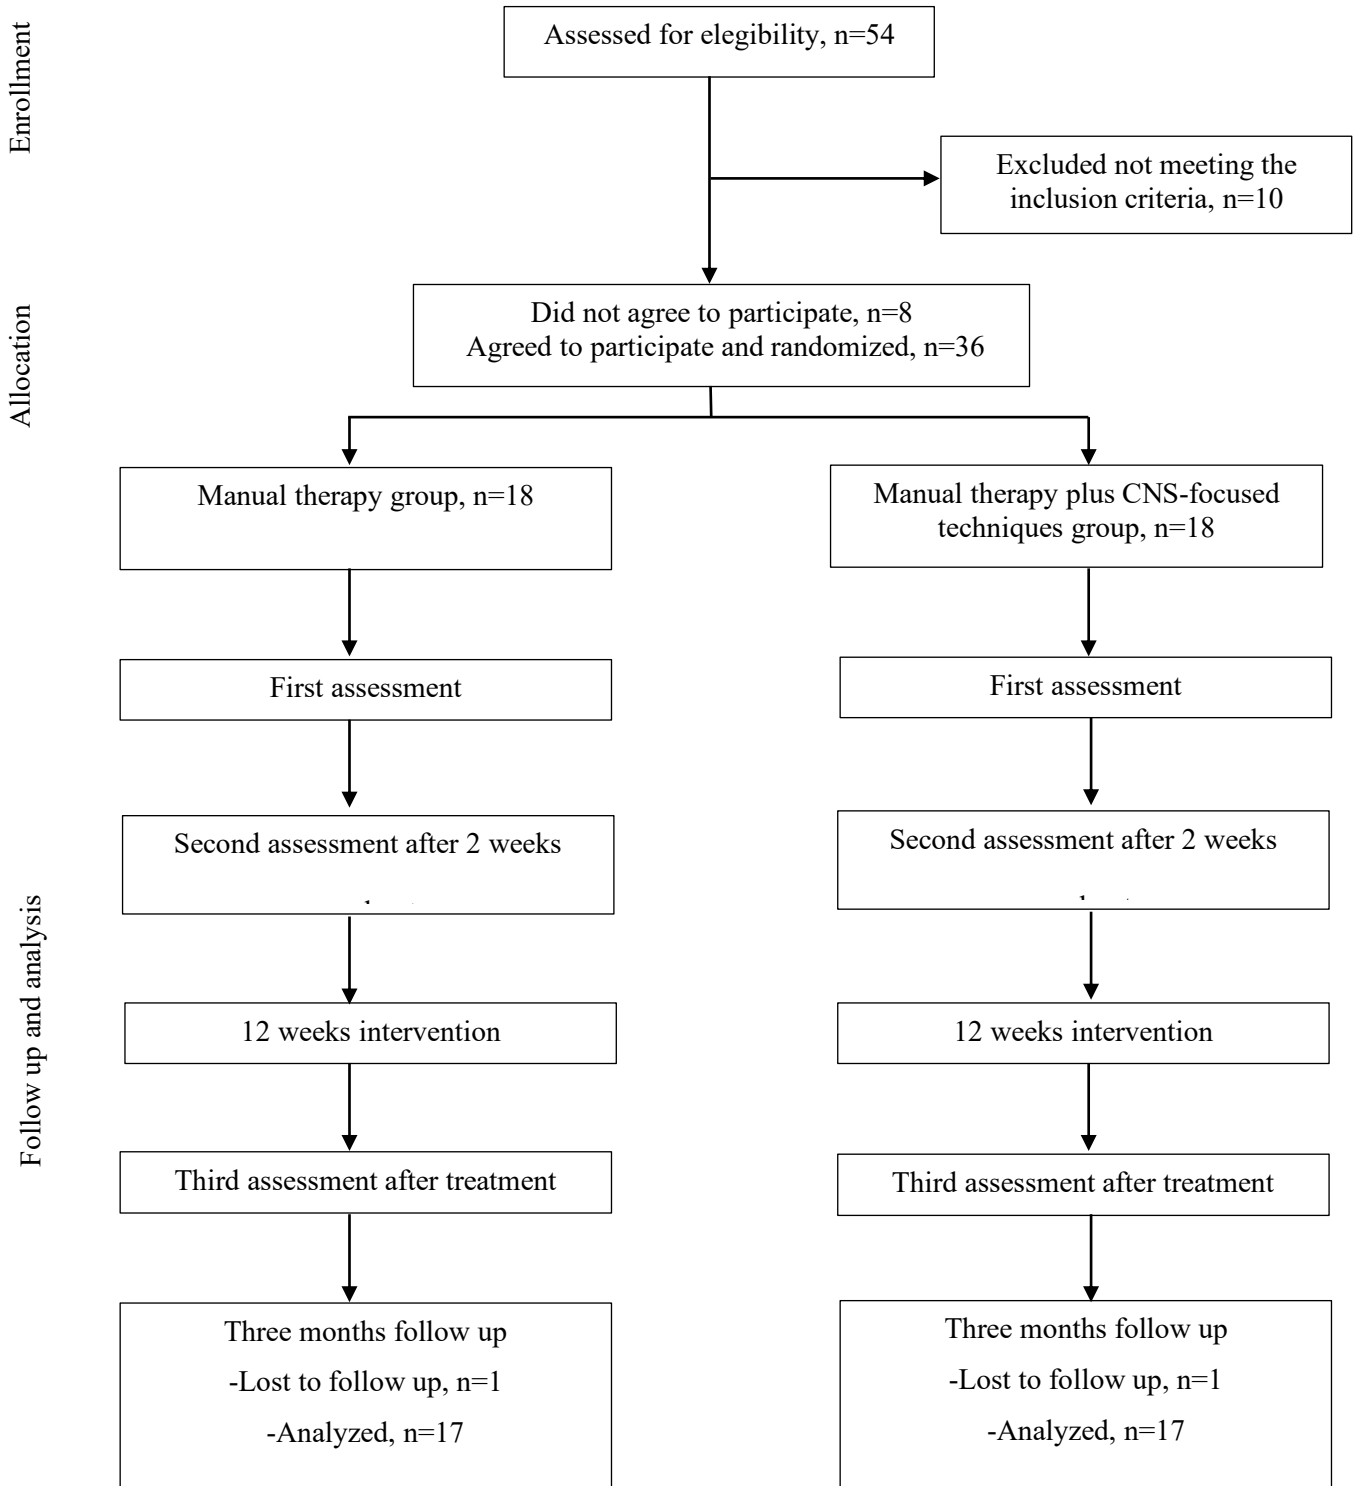 Enrollment
Assessed for elegibility, n=54
Excluded not meeting the
inclusion criteria, n=10
Allocation
Did not agree to participate, n=8
Agreed to participate and randomized, n=36
Manual therapy group, n=18
Manual therapy plus CNS-focused
techniques group, n=18
First assessment
First assessment
Second assessment after 2 weeks
Second assessment after 2 weeks
Follow up and analysis
12 weeks intervention
12 weeks intervention
Third assessment after treatment
Third assessment after treatment
Three months follow up
-Lost to follow up, n=1
-Analyzed, n=17
Three months follow up
-Lost to follow up, n=1
-Analyzed, n=17